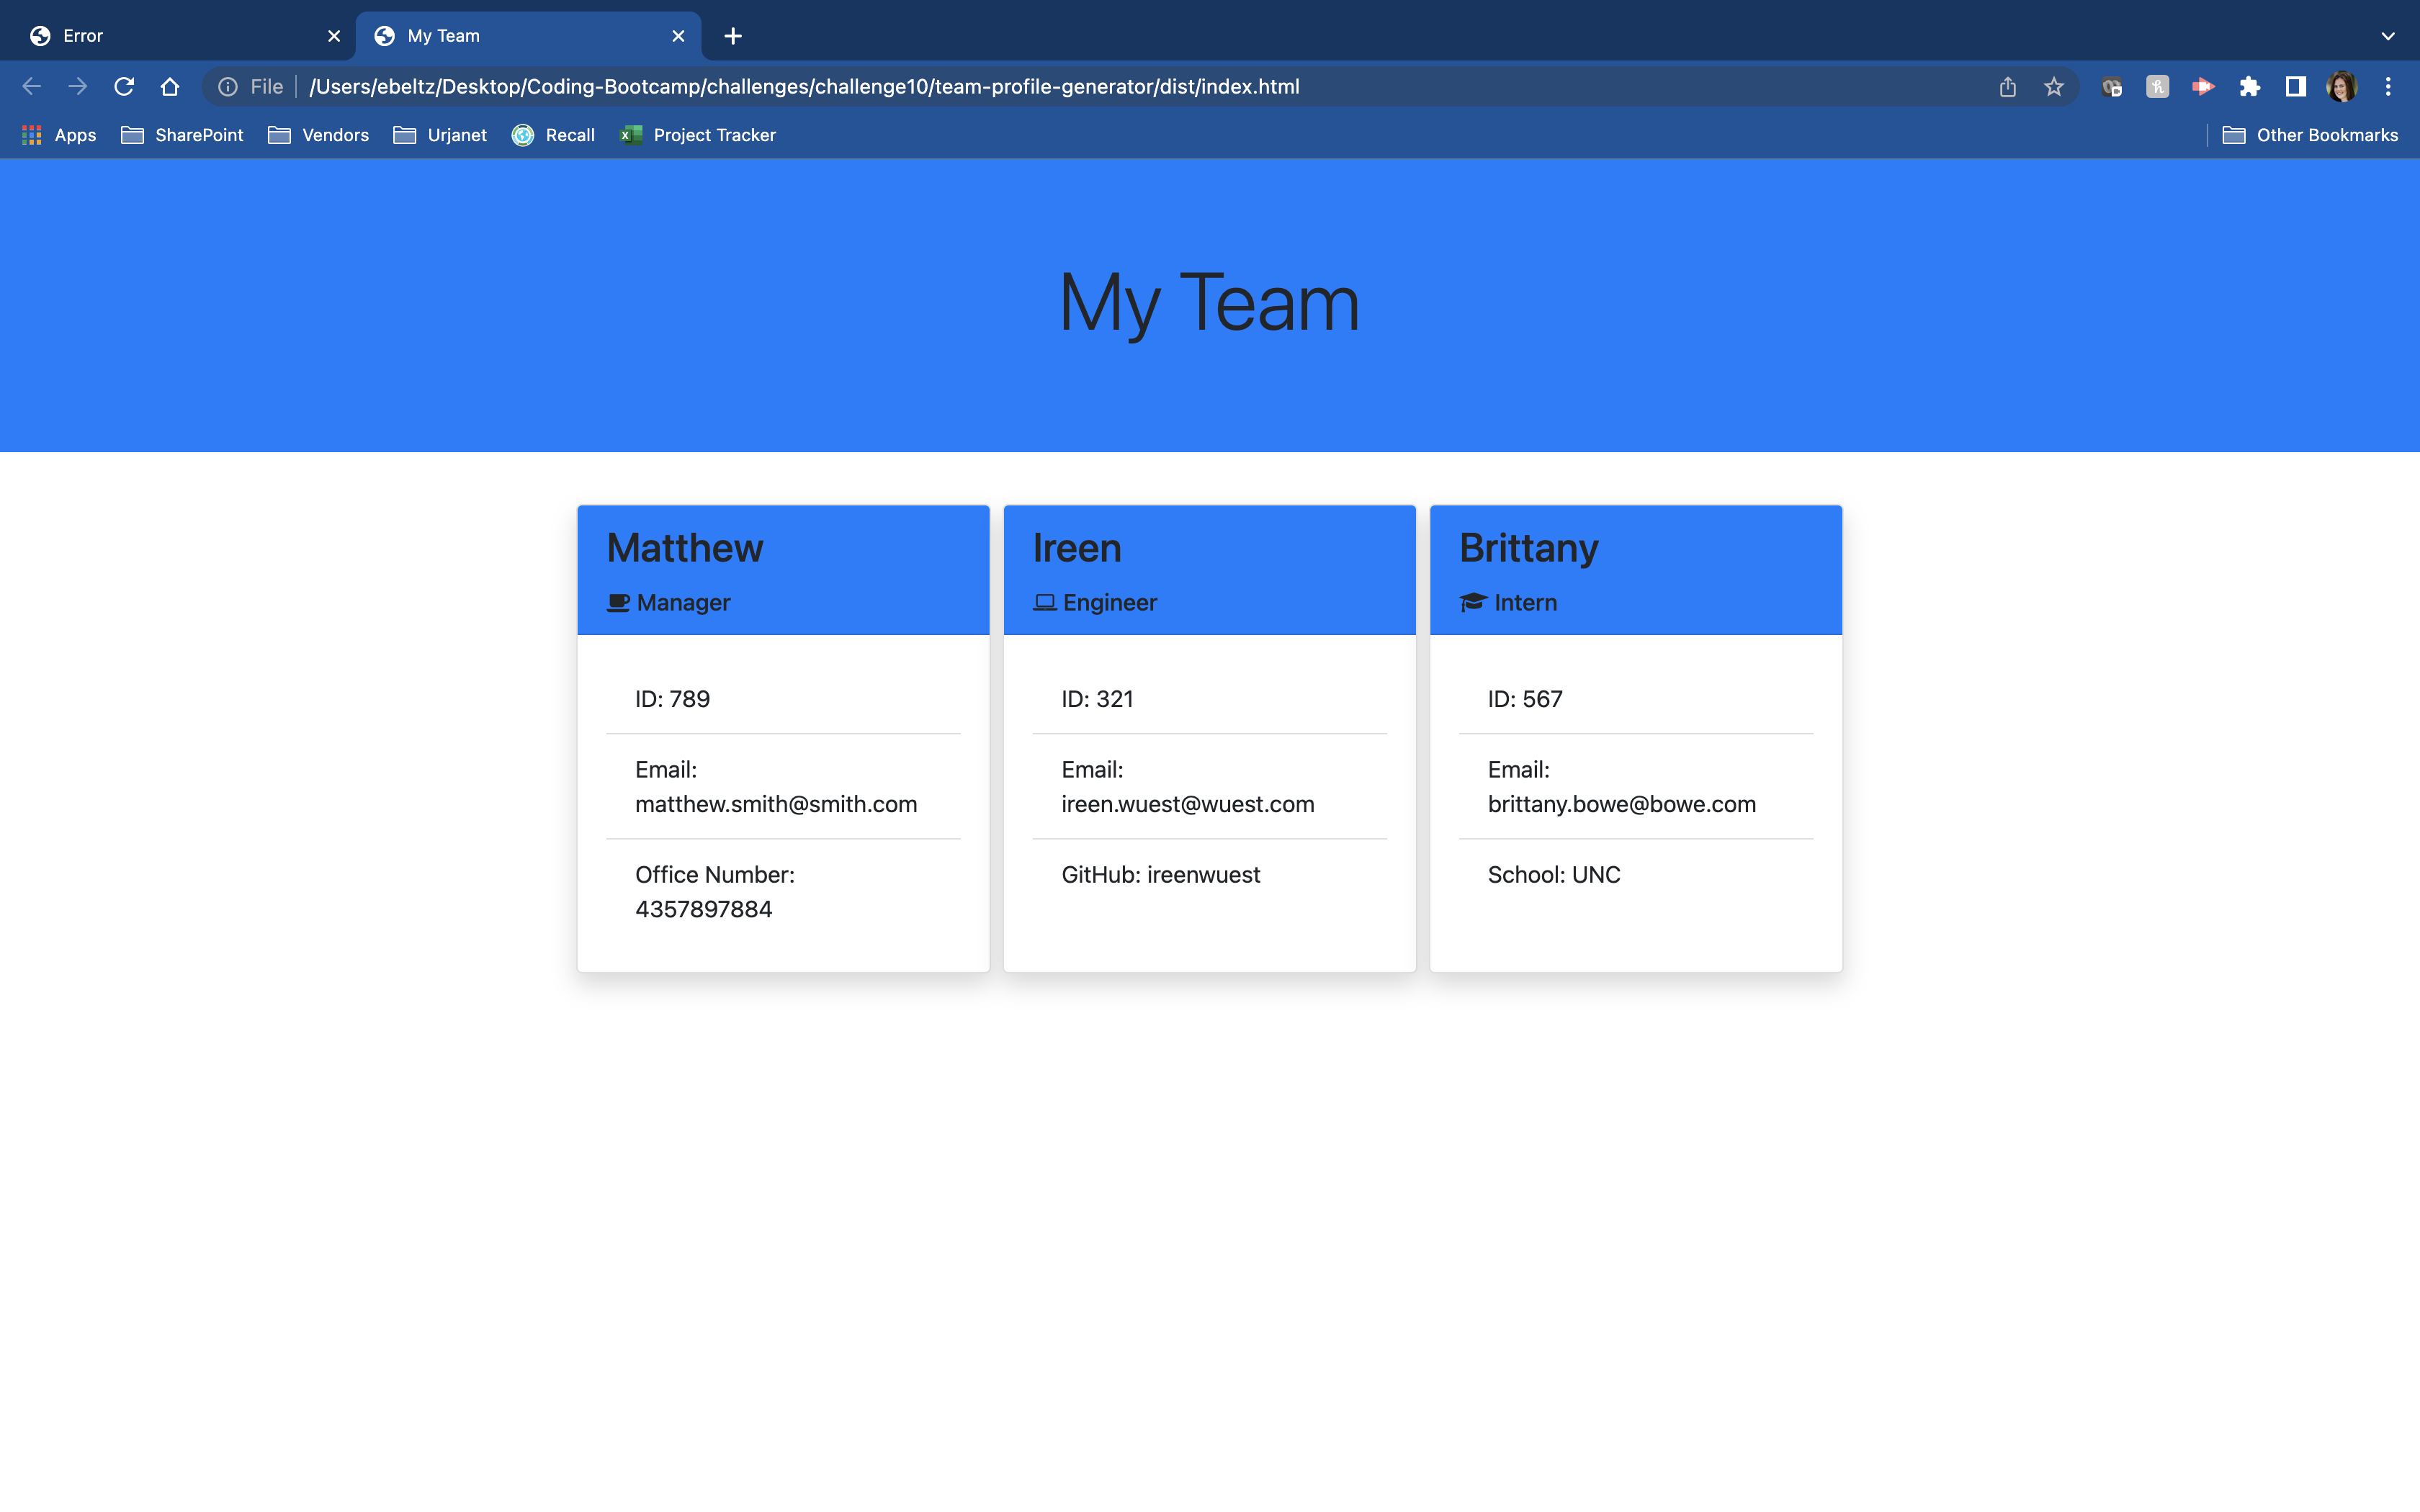 Error
My Team
File
/Users/ebeltz/Desktop/Coding-Bootcamp/challenges/challenge10/team-profile-generator/dist/index.html
Apps
SharePoint
Vendors
Urjanet
Recall
Project Tracker
Other Bookmarks
My Team
Matthew
Manager
ID: 789
Email:
matthew.smith@smith.com
Office Number:
4357897884
Ireen
Engineer
ID: 321
Email:
ireen.wuest@wuest.com
GitHub: ireenwuest
Brittany
Intern
ID: 567
Email:
brittany.bowe@bowe.com
School: UNC